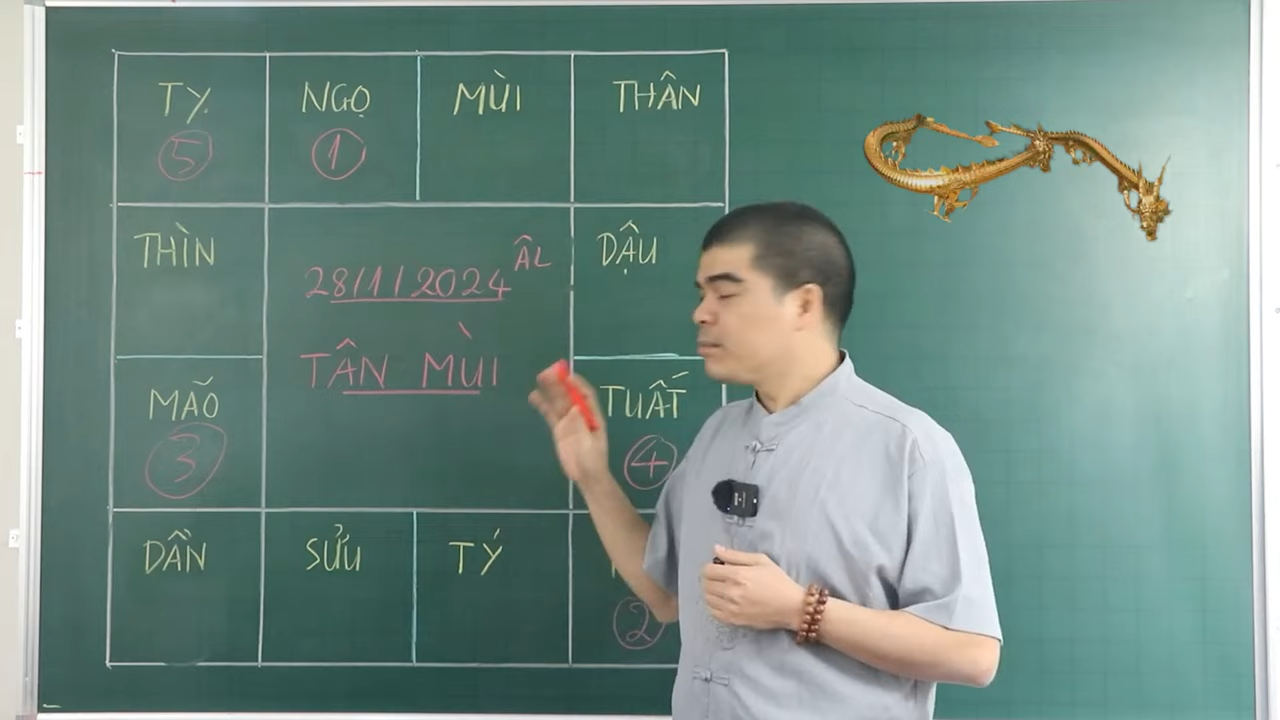 TỴ NGỌ MÙI THÂN
5 1
THÌN DẬU
28/1/2024 ÂL
TÂN MÙI
MÃO TUẤT
3 4
DẦN SỬU TÝ
2